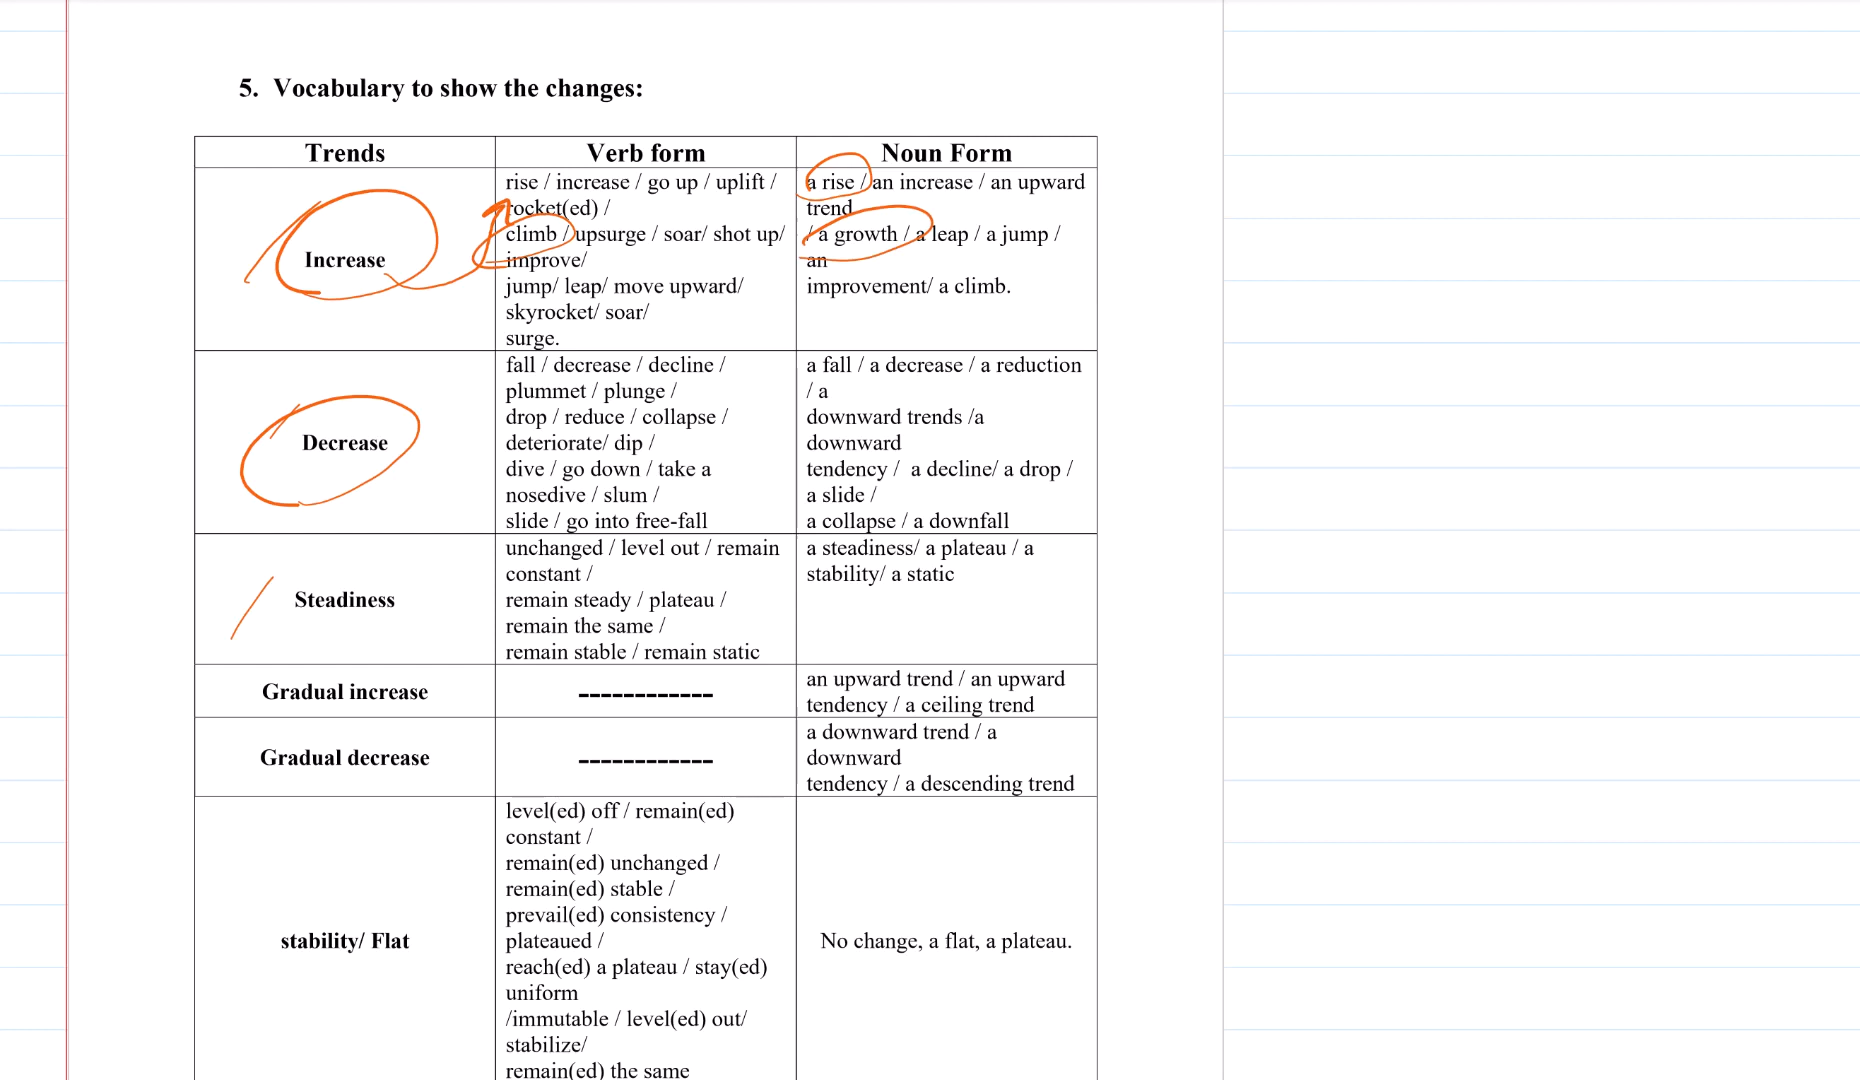 5. Vocabulary to show the changes:
Trends
Verb form
Noun Form
Increase
rise / increase / go up / uplift /
rocket(ed) /
climb / upsurge / soar/ shot up/
improve/
jump/ leap/ move upward/
skyrocket/ soar/
surge.
a rise / an increase / an upward
trend
/ a growth / a leap / a jump /
an
improvement/ a climb.
Decrease
fall / decrease / decline /
plummet / plunge /
drop / reduce / collapse /
deteriorate/ dip /
dive / go down / take a
nosedive / slum /
slide / go into free-fall
a fall / a decrease / a reduction
/ a
downward trends /a
downward
tendency / a decline/ a drop /
a slide /
a collapse / a downfall
Steadiness
unchanged / level out / remain
constant /
remain steady / plateau /
remain the same /
remain stable / remain static
a steadiness/ a plateau / a
stability/ a static
Gradual increase
------------
an upward trend / an upward
tendency / a ceiling trend
Gradual decrease
------------
a downward trend / a
downward
tendency / a descending trend
stability/ Flat
level(ed) off / remain(ed)
constant /
remain(ed) unchanged /
remain(ed) stable /
prevail(ed) consistency /
plateaued /
reach(ed) a plateau / stay(ed)
uniform
/immutable / level(ed) out/
stabilize/
remain(ed) the same
No change, a flat, a plateau.